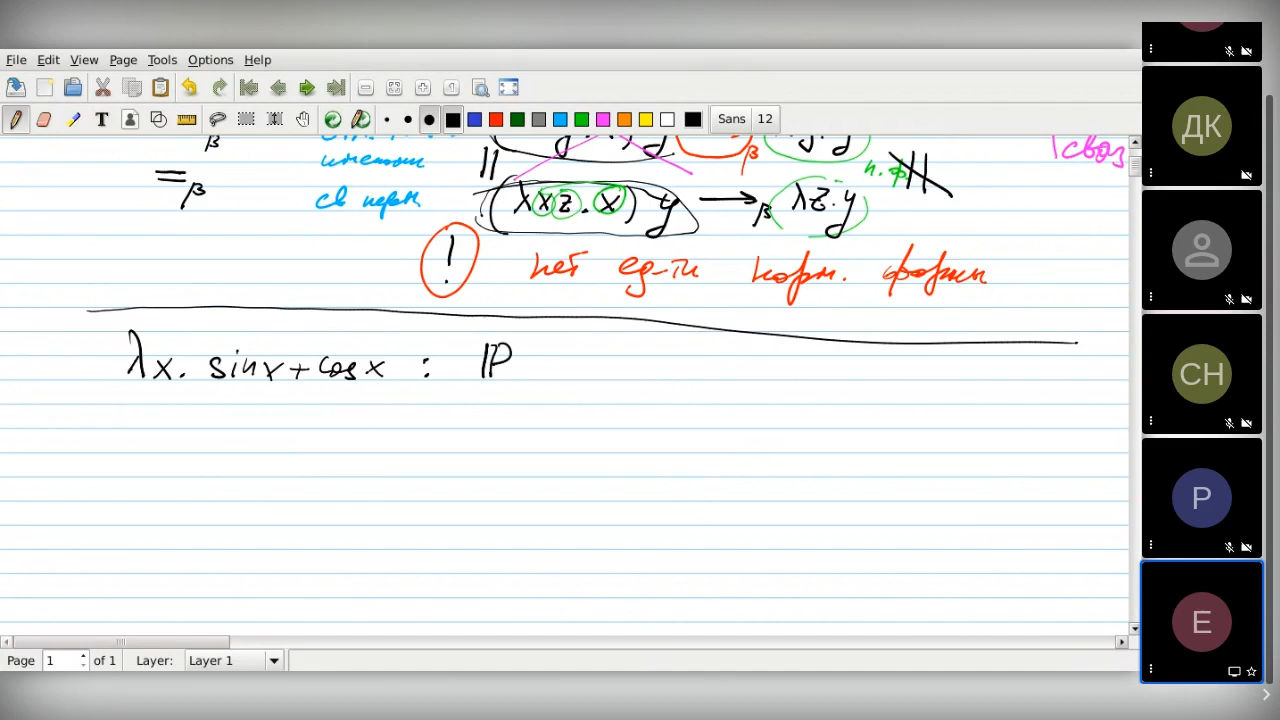 File Edit View Page Tools Options Help
Sans 12
β
= β
св перем
(λxz.x) y → β λz.y
н.ф.
! нет ед-ти норм. формы
λx. sinx + cosx : ℙ
ДК
СН
Р
Е
Page 1 of 1 Layer: Layer 1